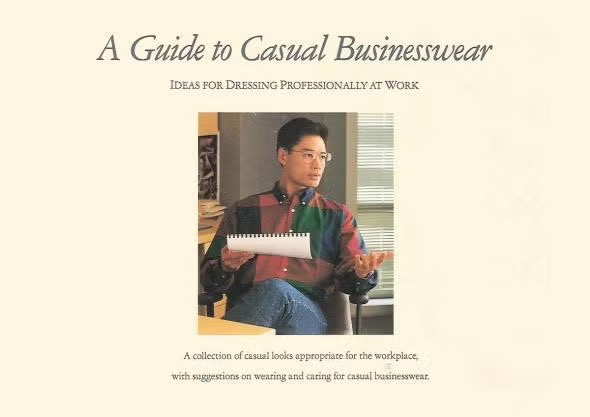 A Guide to Casual Businesswear
IDEAS FOR DRESSING PROFESSIONALLY AT WORK
A collection of casual looks appropriate for the workplace,
with suggestions on wearing and caring for casual businesswear.